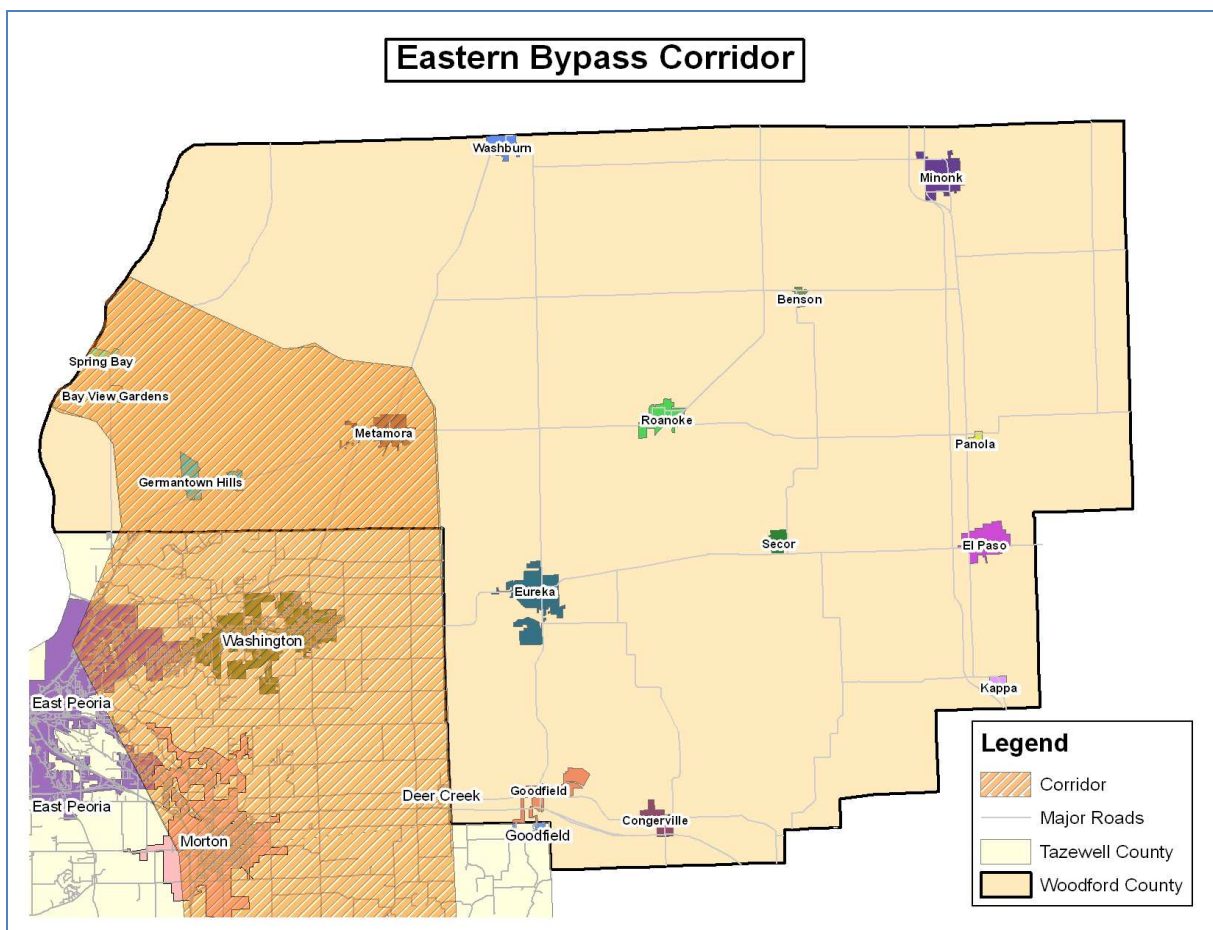 Eastern Bypass Corridor
Washburn
Minonk
Benson
Spring Bay
Bay View Gardens
Roanoke
Metamora
Panola
Germantown Hills
Secor
El Paso
Eureka
Washington
Kappa
East Peoria
Goodfield
Deer Creek
East Peoria
Congerville
Goodfield
Morton
Legend
Corridor
Major Roads
Tazewell County
Woodford County